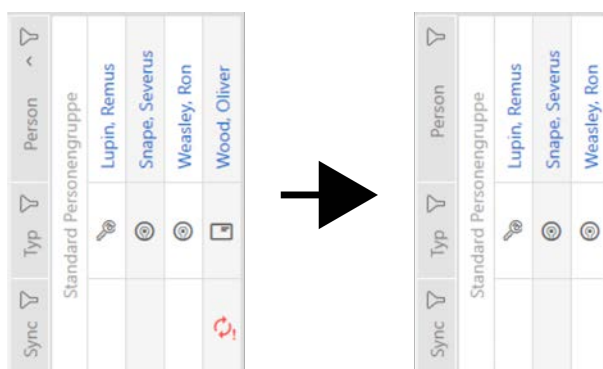 Sync Typ Person
Standard Personengruppe
Lupin, Remus
Snape, Severus
Weasley, Ron
Wood, Oliver
Sync Typ Person
Standard Personengruppe
Lupin, Remus
Snape, Severus
Weasley, Ron